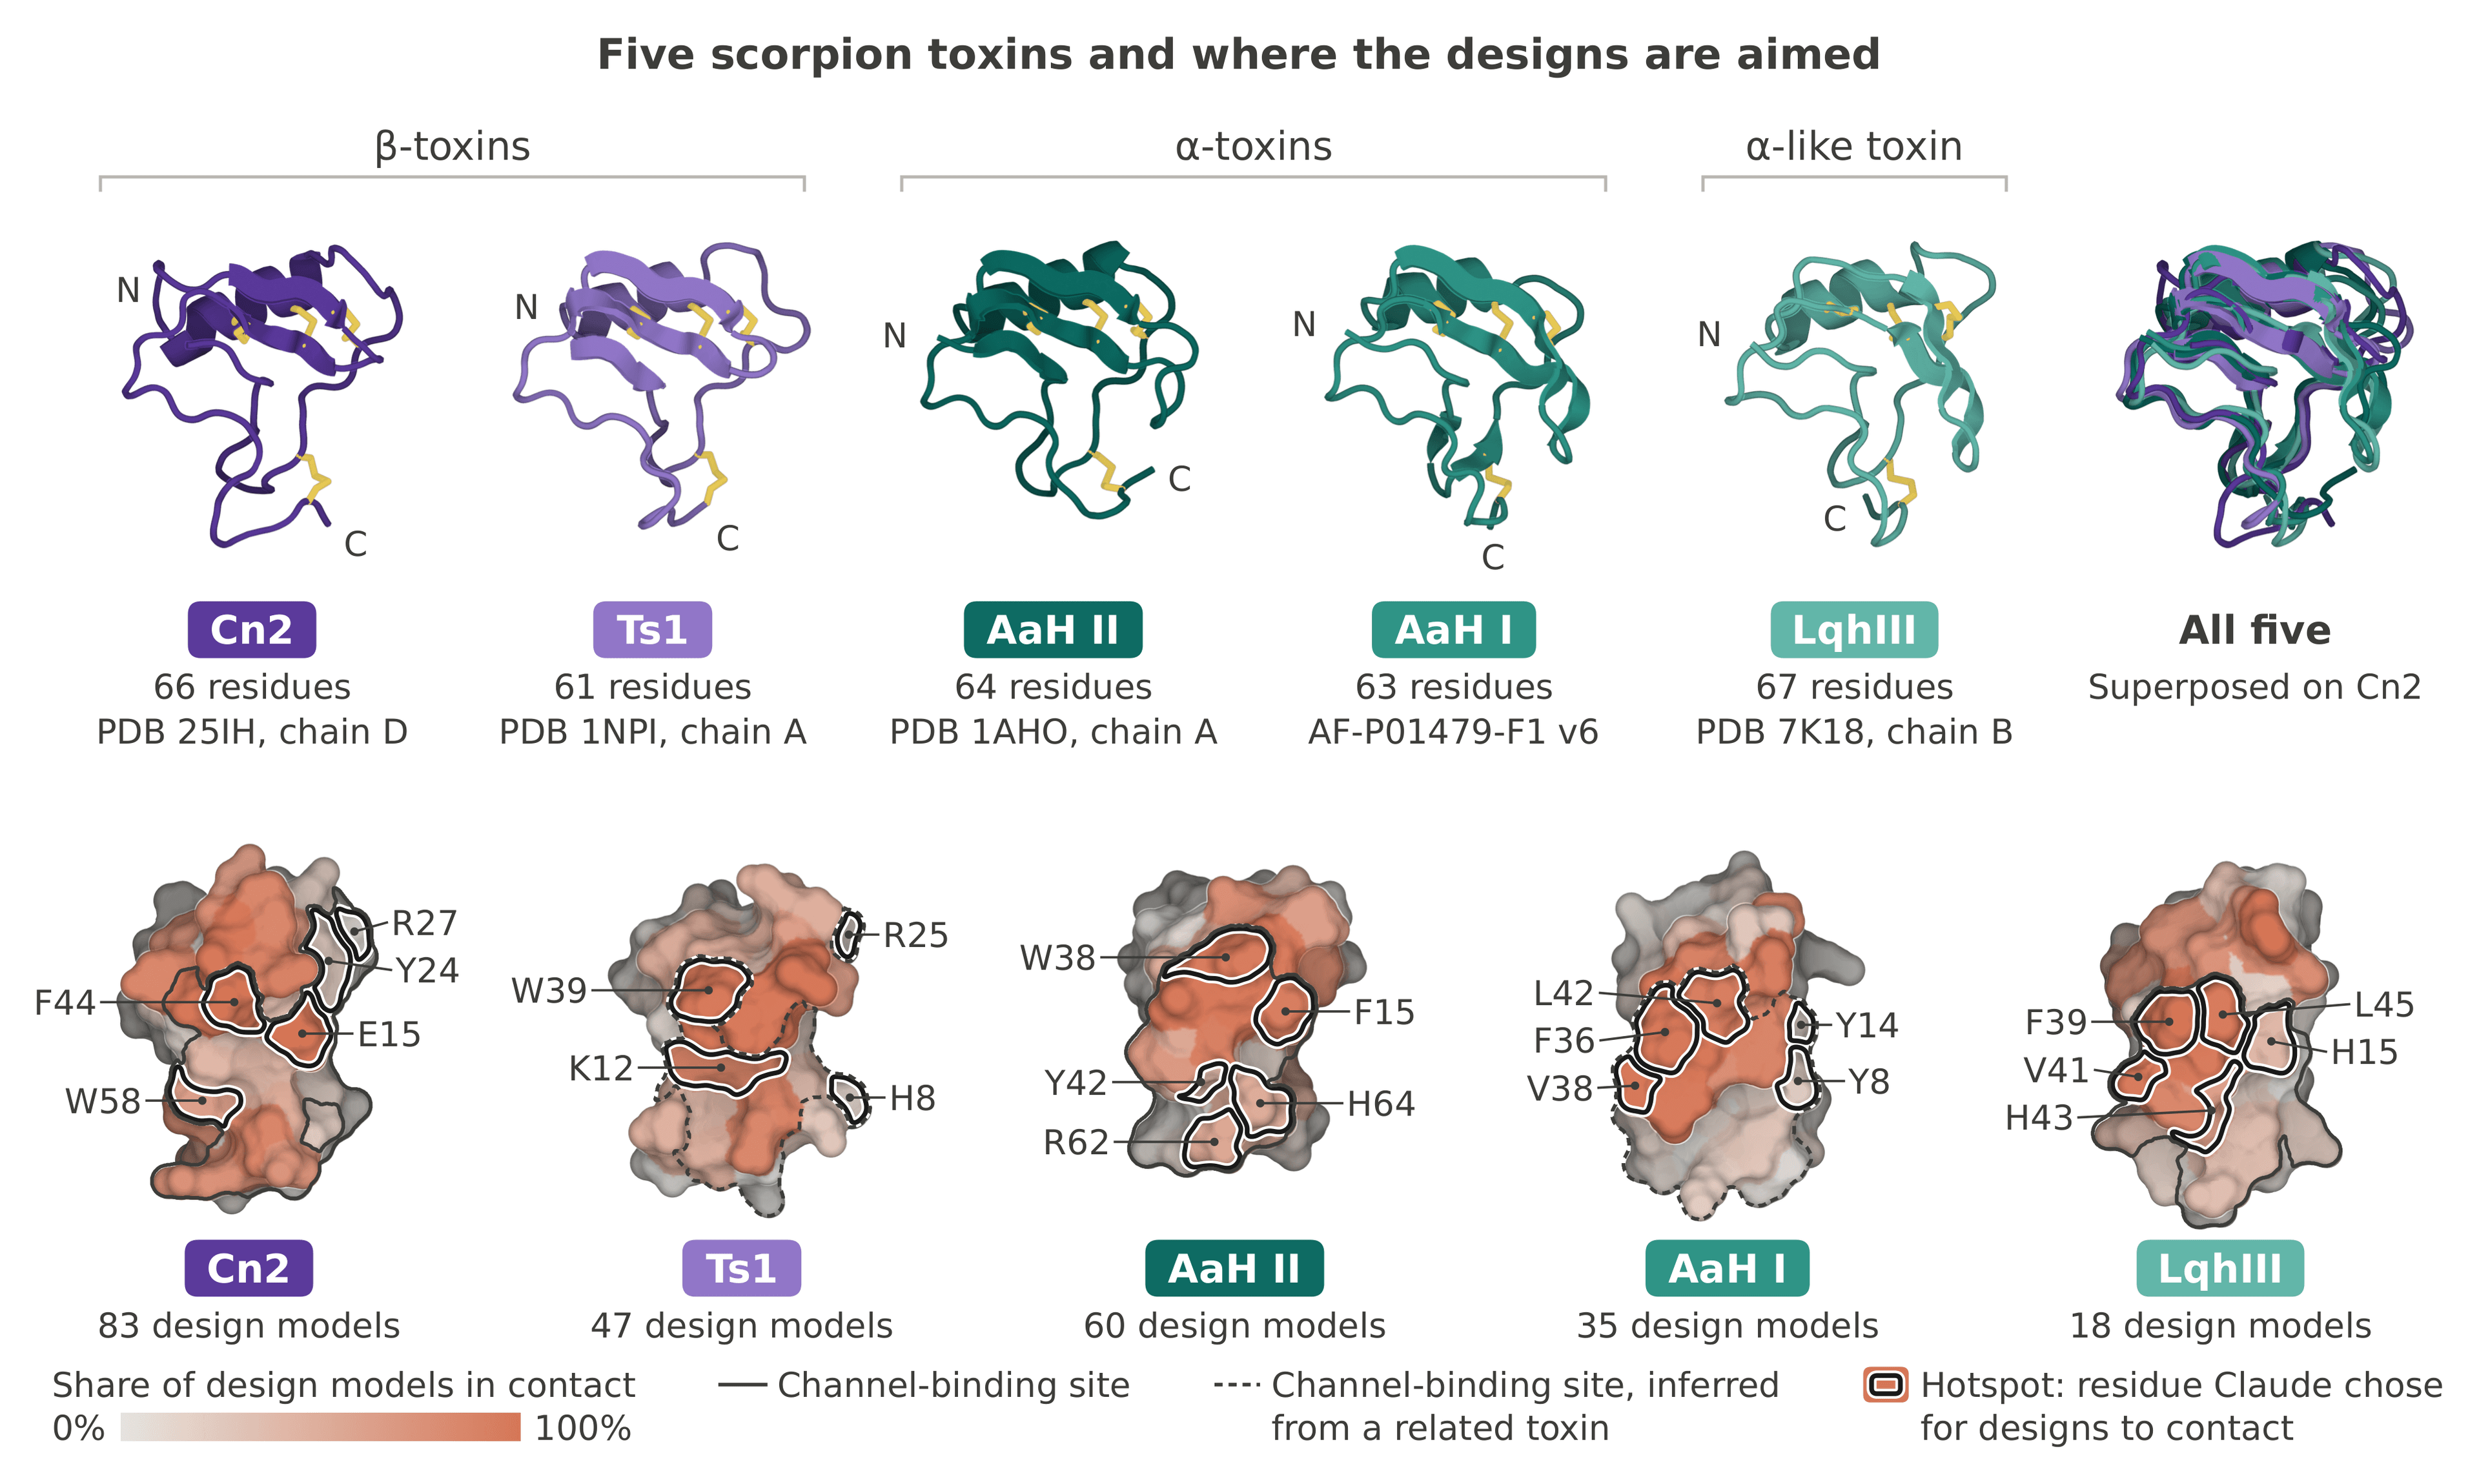 Five scorpion toxins and where the designs are aimed
β-toxins
α-toxins
α-like toxin
N
N
N
N
N
C
C
C
C
C
Cn2
Ts1
AaH II
AaH I
LqhIII
All five
66 residues
61 residues
64 residues
63 residues
67 residues
Superposed on Cn2
PDB 25IH, chain D
PDB 1NPI, chain A
PDB 1AHO, chain A
AF-P01479-F1 v6
PDB 7K18, chain B
R27
Y24
F44
E15
W58
R25
W39
K12
H8
W38
F15
Y42
H64
R62
L42
F36
Y14
V38
Y8
L45
F39
H15
V41
H43
Cn2
Ts1
AaH II
AaH I
LqhIII
83 design models
47 design models
60 design models
35 design models
18 design models
Share of design models in contact
0%
100%
Channel-binding site
Channel-binding site, inferred
from a related toxin
Hotspot: residue Claude chose
for designs to contact